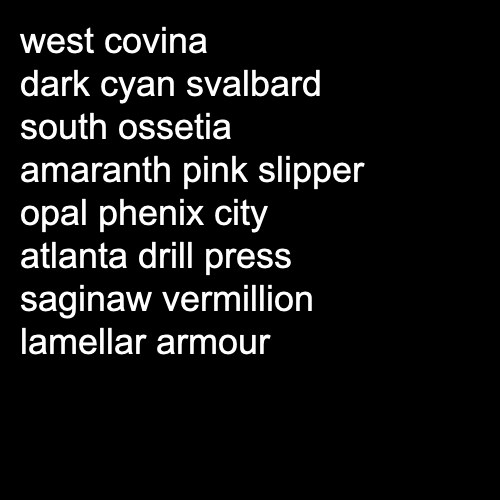 west covina
dark cyan svalbard
south ossetia
amaranth pink slipper
opal phenix city
atlanta drill press
saginaw vermillion
lamellar armour